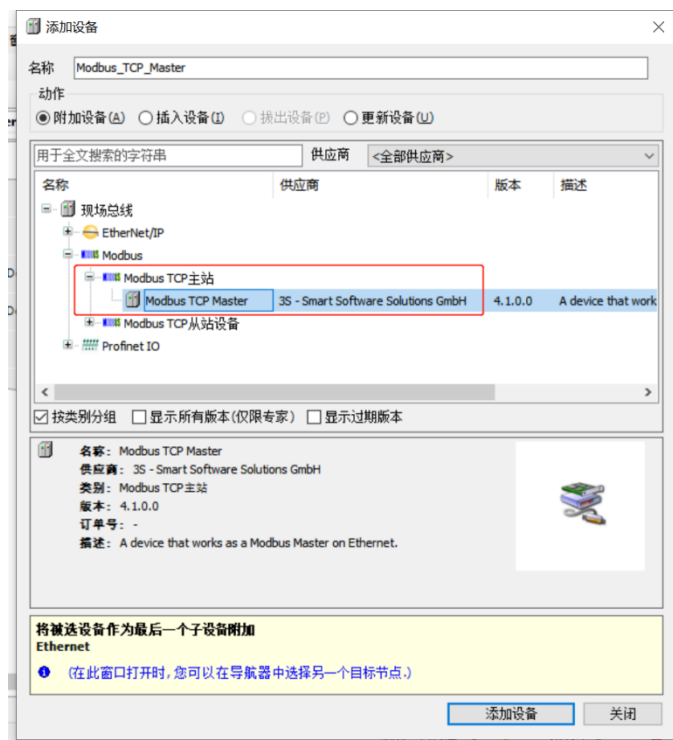 添加设备
名称 Modbus_TCP_Master
动作
附加设备(A) 插入设备(I) 拔出设备(P) 更新设备(U)
用于全文搜索的字符串 供应商 <全部供应商>
名称 供应商 版本 描述
现场总线
EtherNet/IP
Modbus
Modbus TCP主站
Modbus TCP Master 3S - Smart Software Solutions GmbH 4.1.0.0 A device that work
Modbus TCP从站设备
Profinet IO
按类别分组 显示所有版本(仅限专家) 显示过期版本
名称: Modbus TCP Master
供应商: 3S - Smart Software Solutions GmbH
类别: Modbus TCP主站
版本: 4.1.0.0
订单号: -
描述: A device that works as a Modbus Master on Ethernet.
将被选设备作为最后一个子设备附加
Ethernet
(在此窗口打开时,您可以在导航器中选择另一个目标节点.)
添加设备 关闭